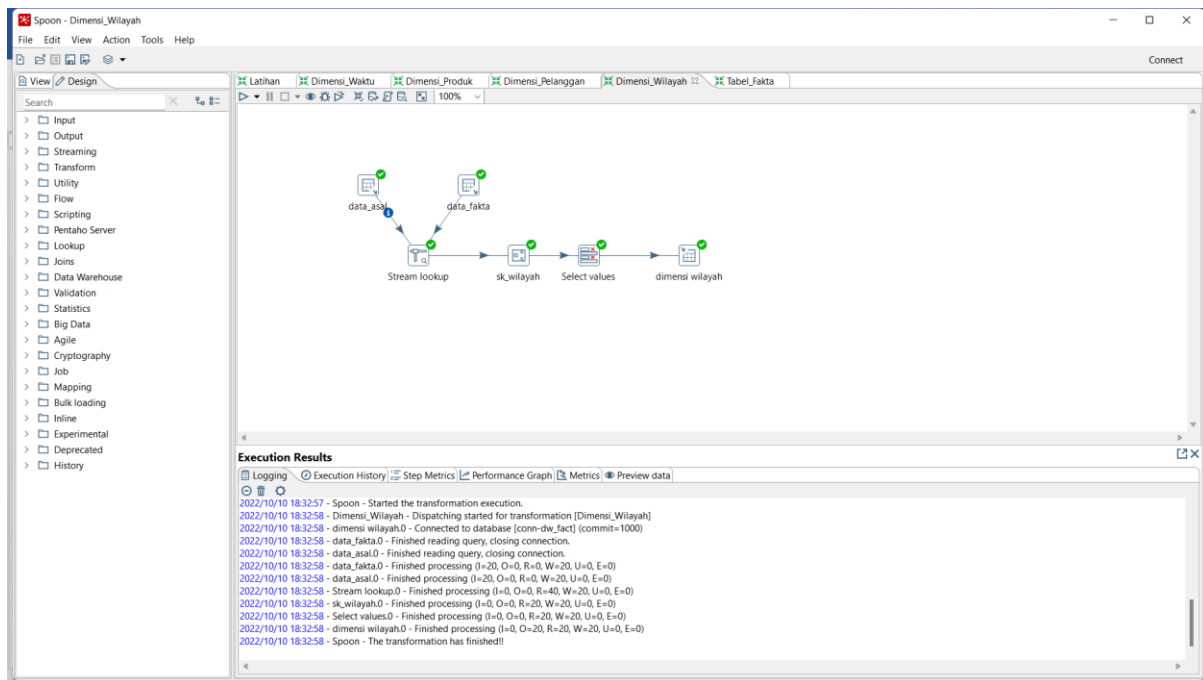 Spoon - Dimensi_Wilayah
File Edit View Action Tools Help
Connect
View Design
Latihan Dimensi_Waktu Dimensi_Produk Dimensi_Pelanggan Dimensi_Wilayah Tabel_Fakta
Search
100%
Input
Output
Streaming
Transform
Utility
Flow
Scripting
Pentaho Server
Lookup
Joins
Data Warehouse
Validation
Statistics
Big Data
Agile
Cryptography
Job
Mapping
Bulk loading
Inline
Experimental
Deprecated
History
data_asal data_fakta
Stream lookup sk_wilayah Select values dimensi wilayah
Execution Results
Logging Execution History Step Metrics Performance Graph Metrics Preview data
2022/10/10 18:32:57 - Spoon - Started the transformation execution.
2022/10/10 18:32:58 - Dimensi_Wilayah - Dispatching started for transformation [Dimensi_Wilayah]
2022/10/10 18:32:58 - dimensi wilayah.0 - Connected to database [conn-dw_fact] (commit=1000)
2022/10/10 18:32:58 - data_fakta.0 - Finished reading query, closing connection.
2022/10/10 18:32:58 - data_asal.0 - Finished reading query, closing connection.
2022/10/10 18:32:58 - data_fakta.0 - Finished processing (I=20, O=0, R=0, W=20, U=0, E=0)
2022/10/10 18:32:58 - data_asal.0 - Finished processing (I=20, O=0, R=0, W=20, U=0, E=0)
2022/10/10 18:32:58 - Stream lookup.0 - Finished processing (I=0, O=0, R=40, W=20, U=0, E=0)
2022/10/10 18:32:58 - sk_wilayah.0 - Finished processing (I=0, O=0, R=20, W=20, U=0, E=0)
2022/10/10 18:32:58 - Select values.0 - Finished processing (I=0, O=0, R=20, W=20, U=0, E=0)
2022/10/10 18:32:58 - dimensi wilayah.0 - Finished processing (I=0, O=20, R=20, W=20, U=0, E=0)
2022/10/10 18:32:58 - Spoon - The transformation has finished!!